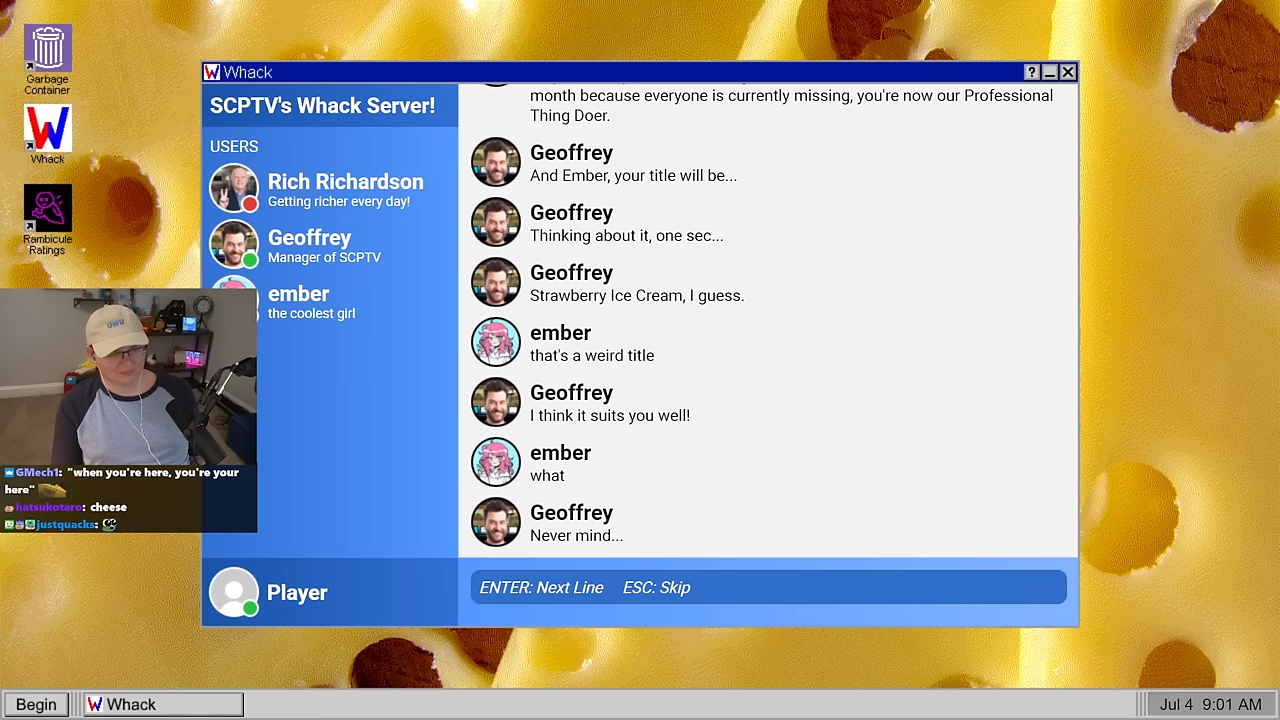 Garbage
Container
Whack
Rambicule
Ratings
Whack
SCPTV's Whack Server!
USERS
Rich Richardson
Getting richer every day!
Geoffrey
Manager of SCPTV
ember
the coolest girl
Player
month because everyone is currently missing, you're now our Professional
Thing Doer.
Geoffrey
And Ember, your title will be...
Geoffrey
Thinking about it, one sec...
Geoffrey
Strawberry Ice Cream, I guess.
ember
that's a weird title
Geoffrey
I think it suits you well!
ember
what
Geoffrey
Never mind...
ENTER: Next Line ESC: Skip
UWU
GMech1: "when you're here, you're your
here"
hatsukotaro: cheese
justquacks:
Begin
Whack
Jul 4 9:01 AM